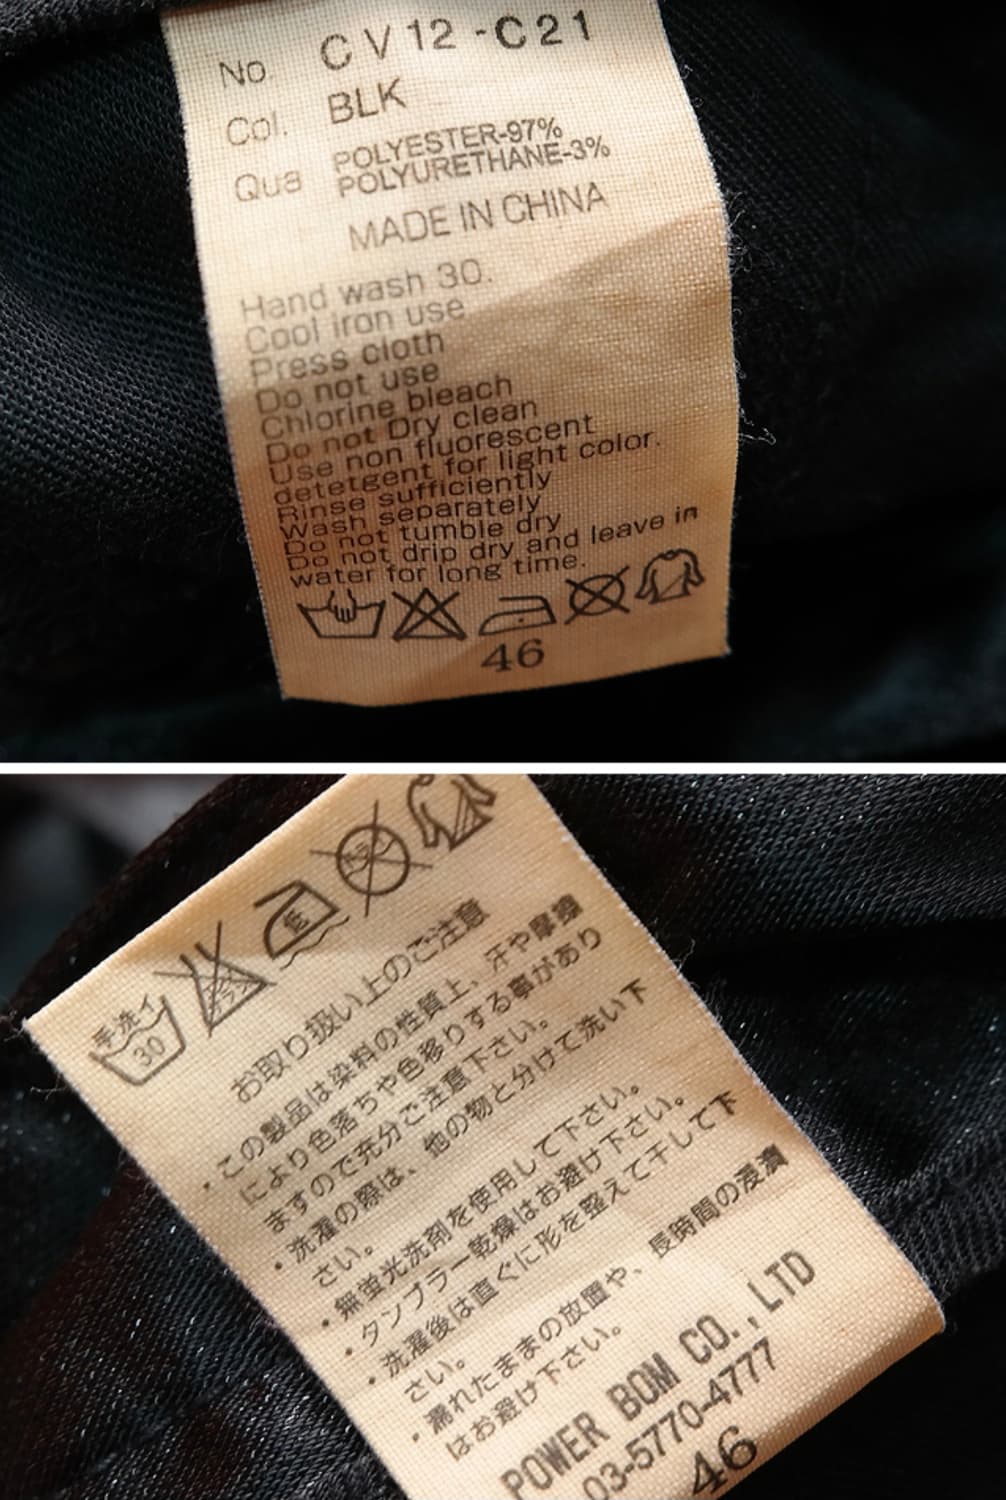 No. CV12-C21
Col. BLK
Qua POLYESTER-97%
POLYURETHANE-3%
MADE IN CHINA
Hand wash 30.
Cool iron use
Press cloth
Do not use
Chlorine bleach
Do not Dry clean
Use non fluorescent
detetgent for light color.
Rinse sufficiently
Wash separately
Do not tumble dry
Do not drip dry and leave in
water for long time.
46
手洗イ
30
低
お取り扱い上のご注意
・この製品は染料の性質上、汗や摩擦
により色落ちや色移りする事があり
ますので充分ご注意下さい。
・洗濯の際は、他の物と分けて洗い下
さい。
・無蛍光洗剤を使用して下さい。
・タンブラー乾燥はお避け下さい。
・洗濯後は直ぐに形を整えて干して下
さい。
・濡れたままの放置や、長時間の浸漬
はお避け下さい。
POWER BOM CO.,LTD
03-5770-4777
46